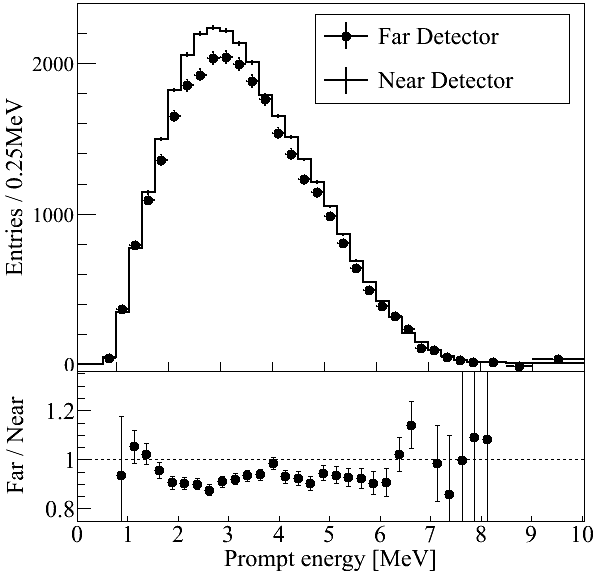 Far Detector
Near Detector
Entries / 0.25MeV
2000
1000
0
Far / Near
1.2
1
0.8
0 1 2 3 4 5 6 7 8 9 10
Prompt energy [MeV]